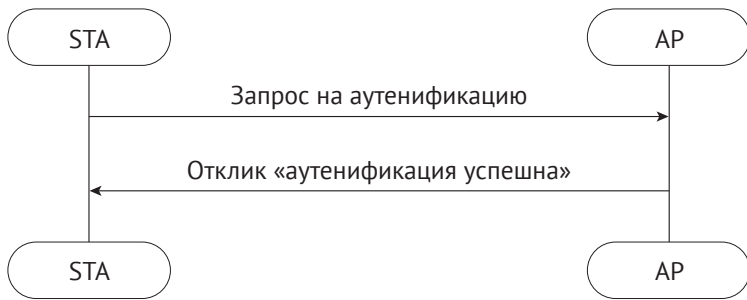 STA
AP
Запрос на аутенификацию
Отклик «аутенификация успешна»
STA
AP